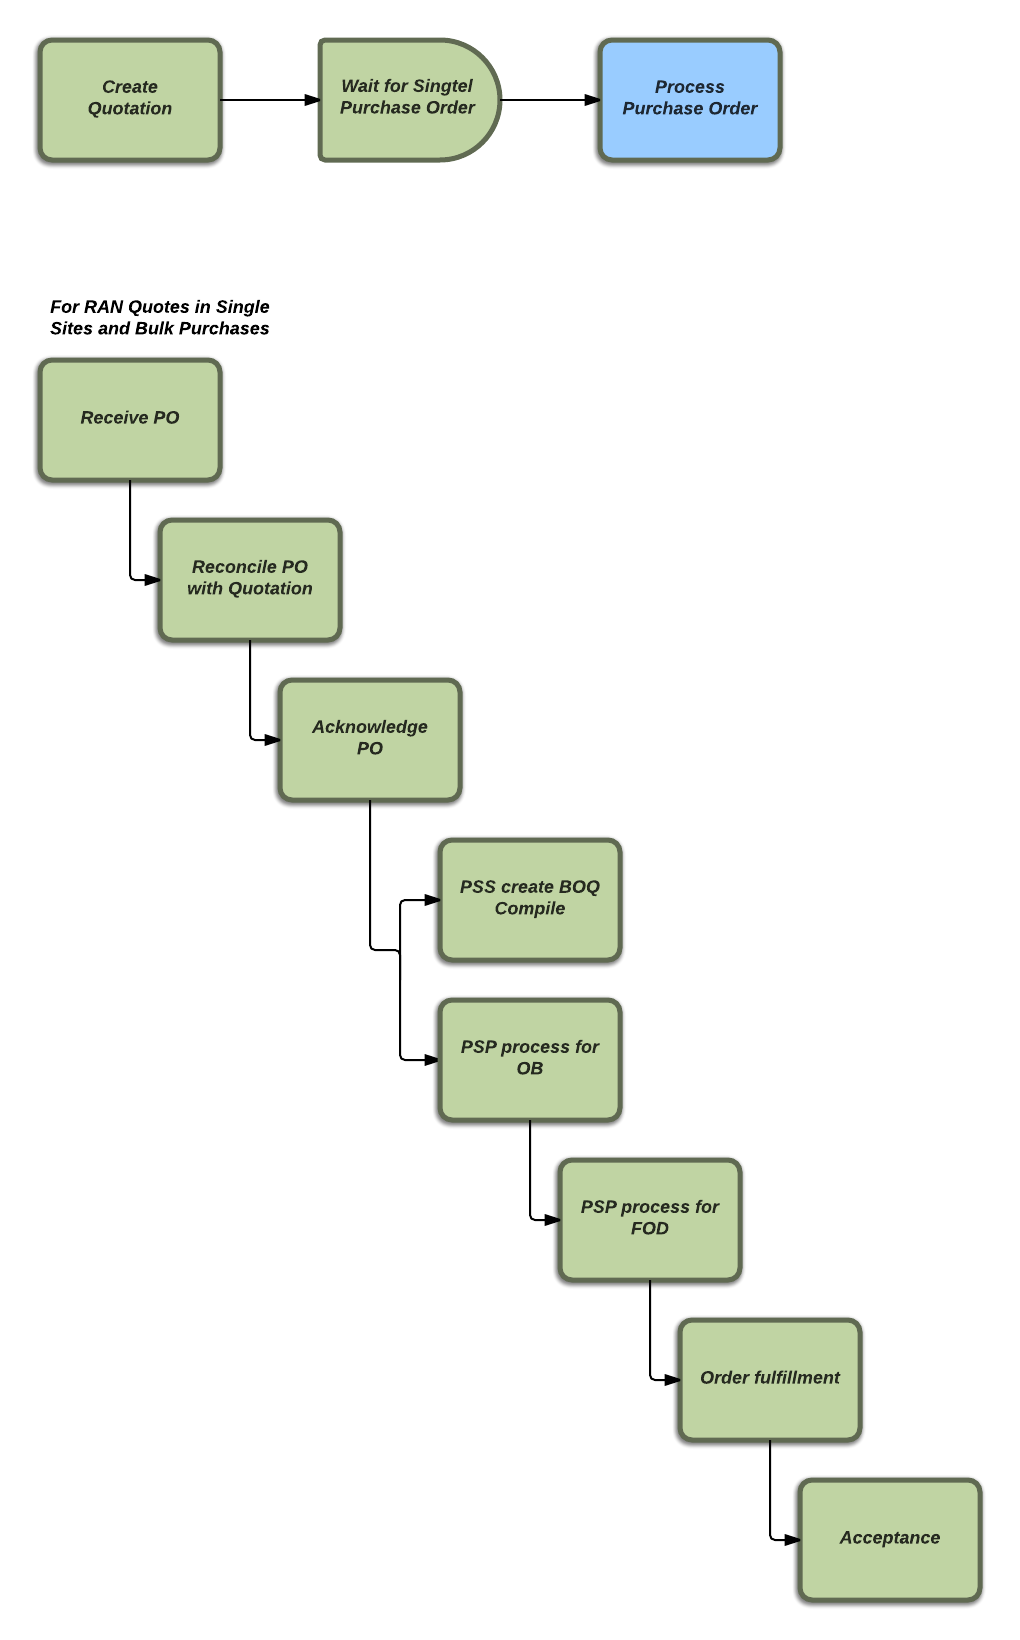 Create
Quotation
Wait for Singtel
Purchase Order
Process
Purchase Order
For RAN Quotes in Single
Sites and Bulk Purchases
Receive PO
Reconcile PO
with Quotation
Acknowledge
PO
PSS create BOQ
Compile
PSP process for
OB
PSP process for
FOD
Order fulfillment
Acceptance